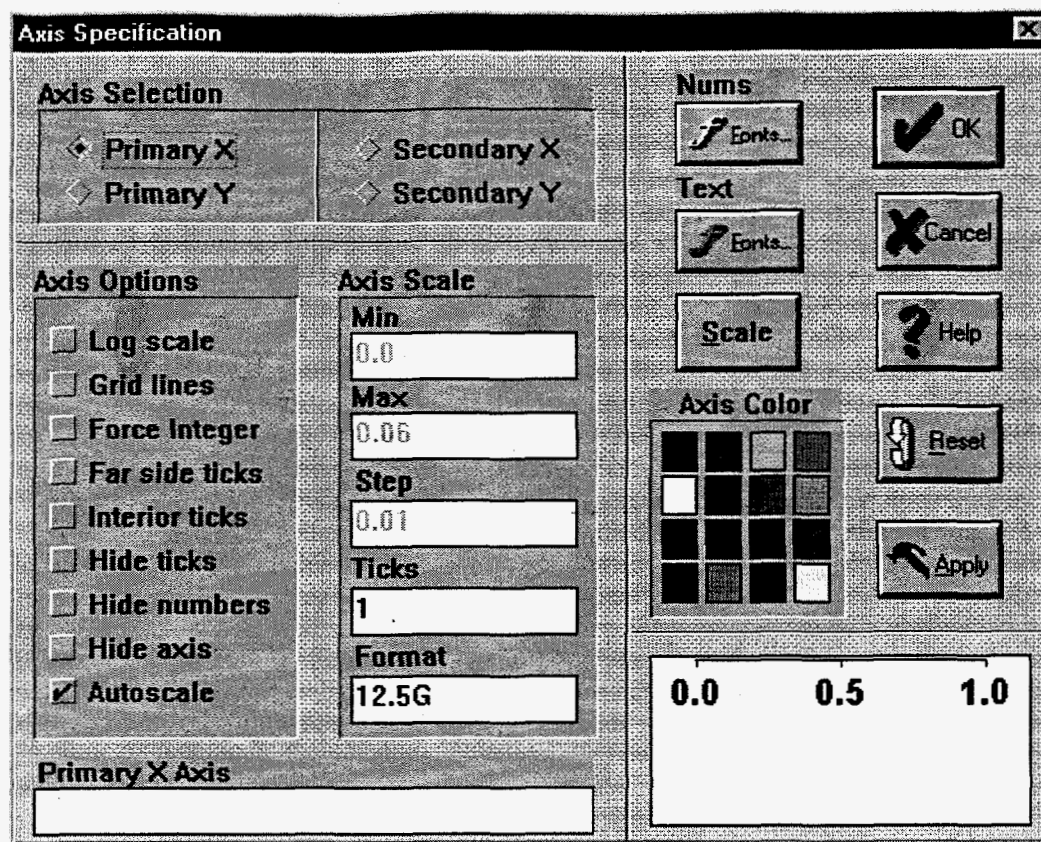 Axis Specification
Axis Selection
Primary X
Secondary X
Primary Y
Secondary Y
Axis Options
Log scale
Grid lines
Force Integer
Far side ticks
Interior ticks
Hide ticks
Hide numbers
Hide axis
Autoscale
Axis Scale
Min
0.0
Max
0.06
Step
0.01
Ticks
1
Format
12.5G
Primary X Axis
Nums
Fonts...
Text
Fonts...
Scale
Axis Color
OK
Cancel
Help
Reset
Apply
0.0 0.5 1.0